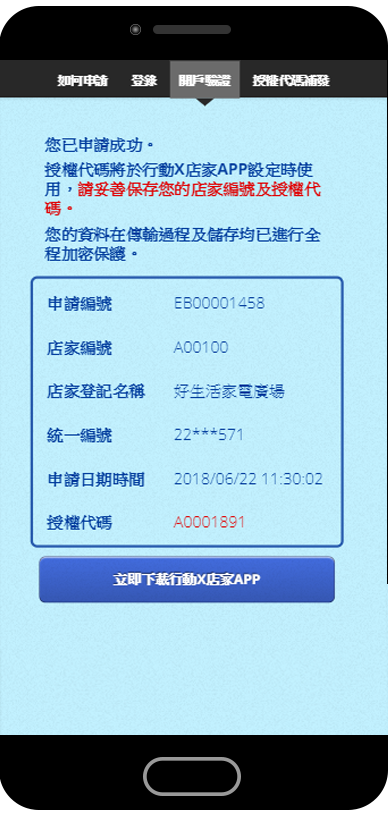 如何申請 登錄 開戶驗證 授權代碼補發
您已申請成功。
授權代碼將於行動X店家APP設定時使
用，請妥善保存您的店家編號及授權代
碼。
您的資料在傳輸過程及儲存均已進行全
程加密保護。
申請編號 EB00001458
店家編號 A00100
店家登記名稱 好生活家電廣場
統一編號 22***571
申請日期時間 2018/06/22 11:30:02
授權代碼 A0001891
立即下載行動X店家APP